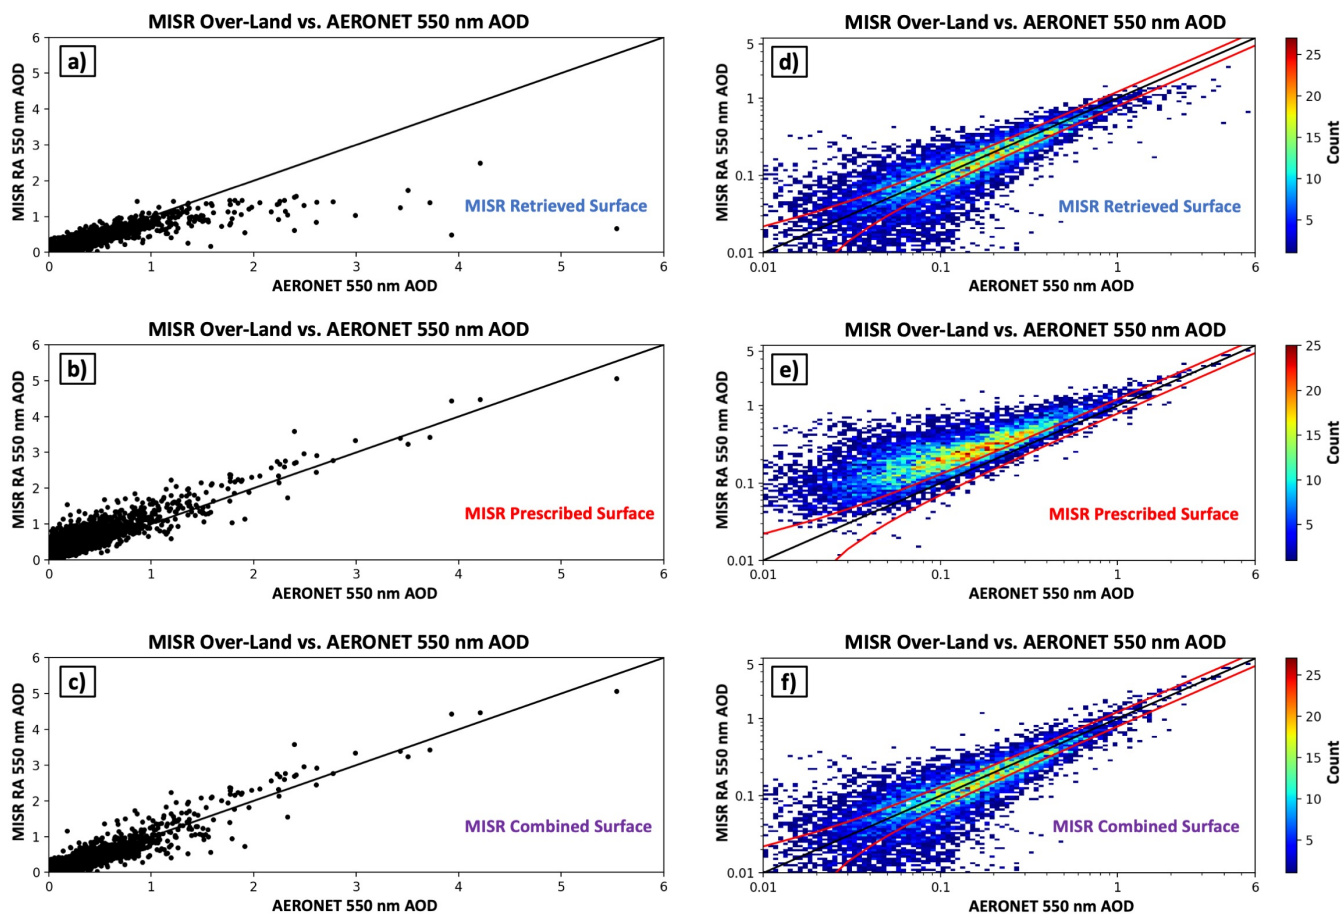 MISR Over-Land vs. AERONET 550 nm AOD
a)
MISR RA 550 nm AOD
6
5
4
3
2
1
0
MISR Retrieved Surface
0 1 2 3 4 5 6
AERONET 550 nm AOD
MISR Over-Land vs. AERONET 550 nm AOD
d)
MISR RA 550 nm AOD
5
1
0.1
0.01
MISR Retrieved Surface
0.01 0.1 1 6
AERONET 550 nm AOD
25
20
15
10
5
Count
MISR Over-Land vs. AERONET 550 nm AOD
b)
MISR RA 550 nm AOD
6
5
4
3
2
1
0
MISR Prescribed Surface
0 1 2 3 4 5 6
AERONET 550 nm AOD
MISR Over-Land vs. AERONET 550 nm AOD
e)
MISR RA 550 nm AOD
5
1
0.1
0.01
MISR Prescribed Surface
0.01 0.1 1 6
AERONET 550 nm AOD
25
20
15
10
5
Count
MISR Over-Land vs. AERONET 550 nm AOD
c)
MISR RA 550 nm AOD
6
5
4
3
2
1
0
MISR Combined Surface
0 1 2 3 4 5 6
AERONET 550 nm AOD
MISR Over-Land vs. AERONET 550 nm AOD
f)
MISR RA 550 nm AOD
5
1
0.1
0.01
MISR Combined Surface
0.01 0.1 1 6
AERONET 550 nm AOD
25
20
15
10
5
Count